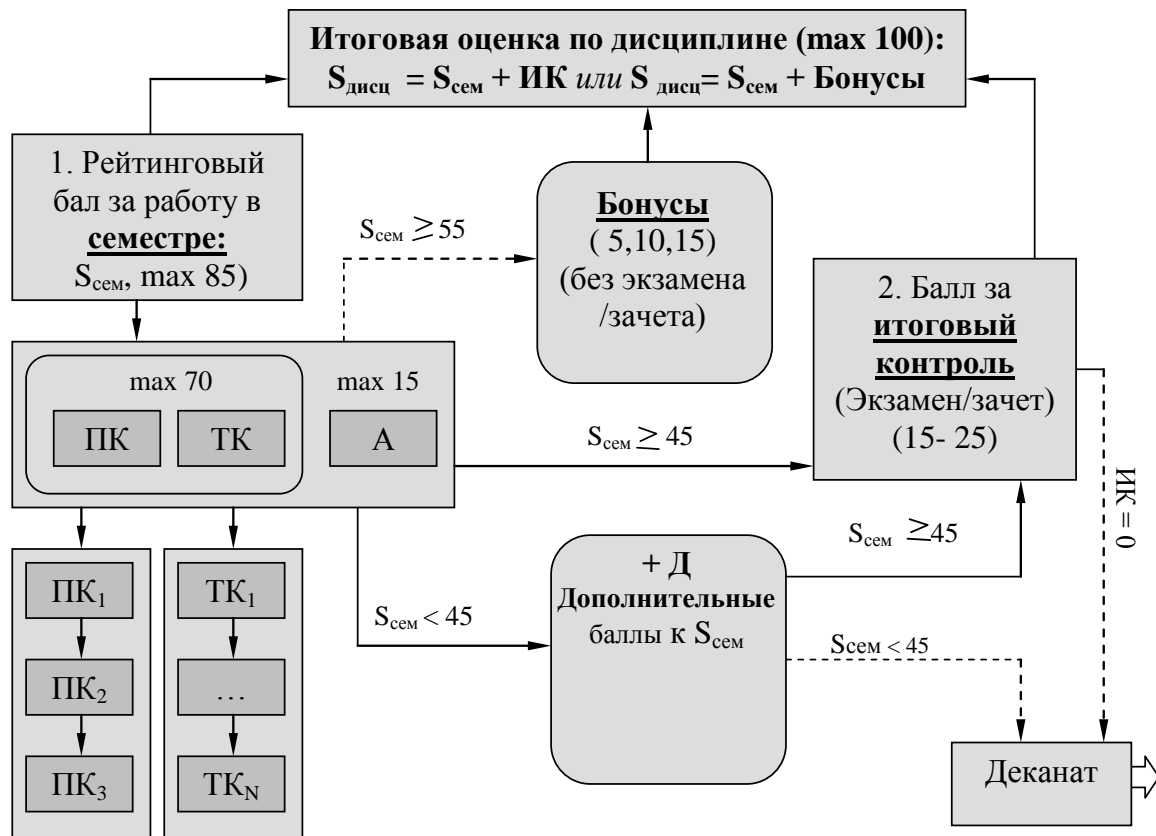 Итоговая оценка по дисциплине (max 100):
Sдисц = Sсем + ИК или S дисц= Sсем + Бонусы
1. Рейтинговый
бал за работу в
семестре:
Sсем, max 85)
Sсем ≥55
Бонусы
( 5,10,15)
(без экзамена
/зачета)
2. Балл за
итоговый
контроль
(Экзамен/зачет)
(15- 25)
max 70
max 15
ПК
ТК
А
Sсем ≥ 45
ИК = 0
Sсем ≥45
Sсем < 45
+ Д
Дополнительные
баллы к Sсем
Sсем < 45
ПК1
ПК2
ПК3
ТК1
…
ТКN
Деканат